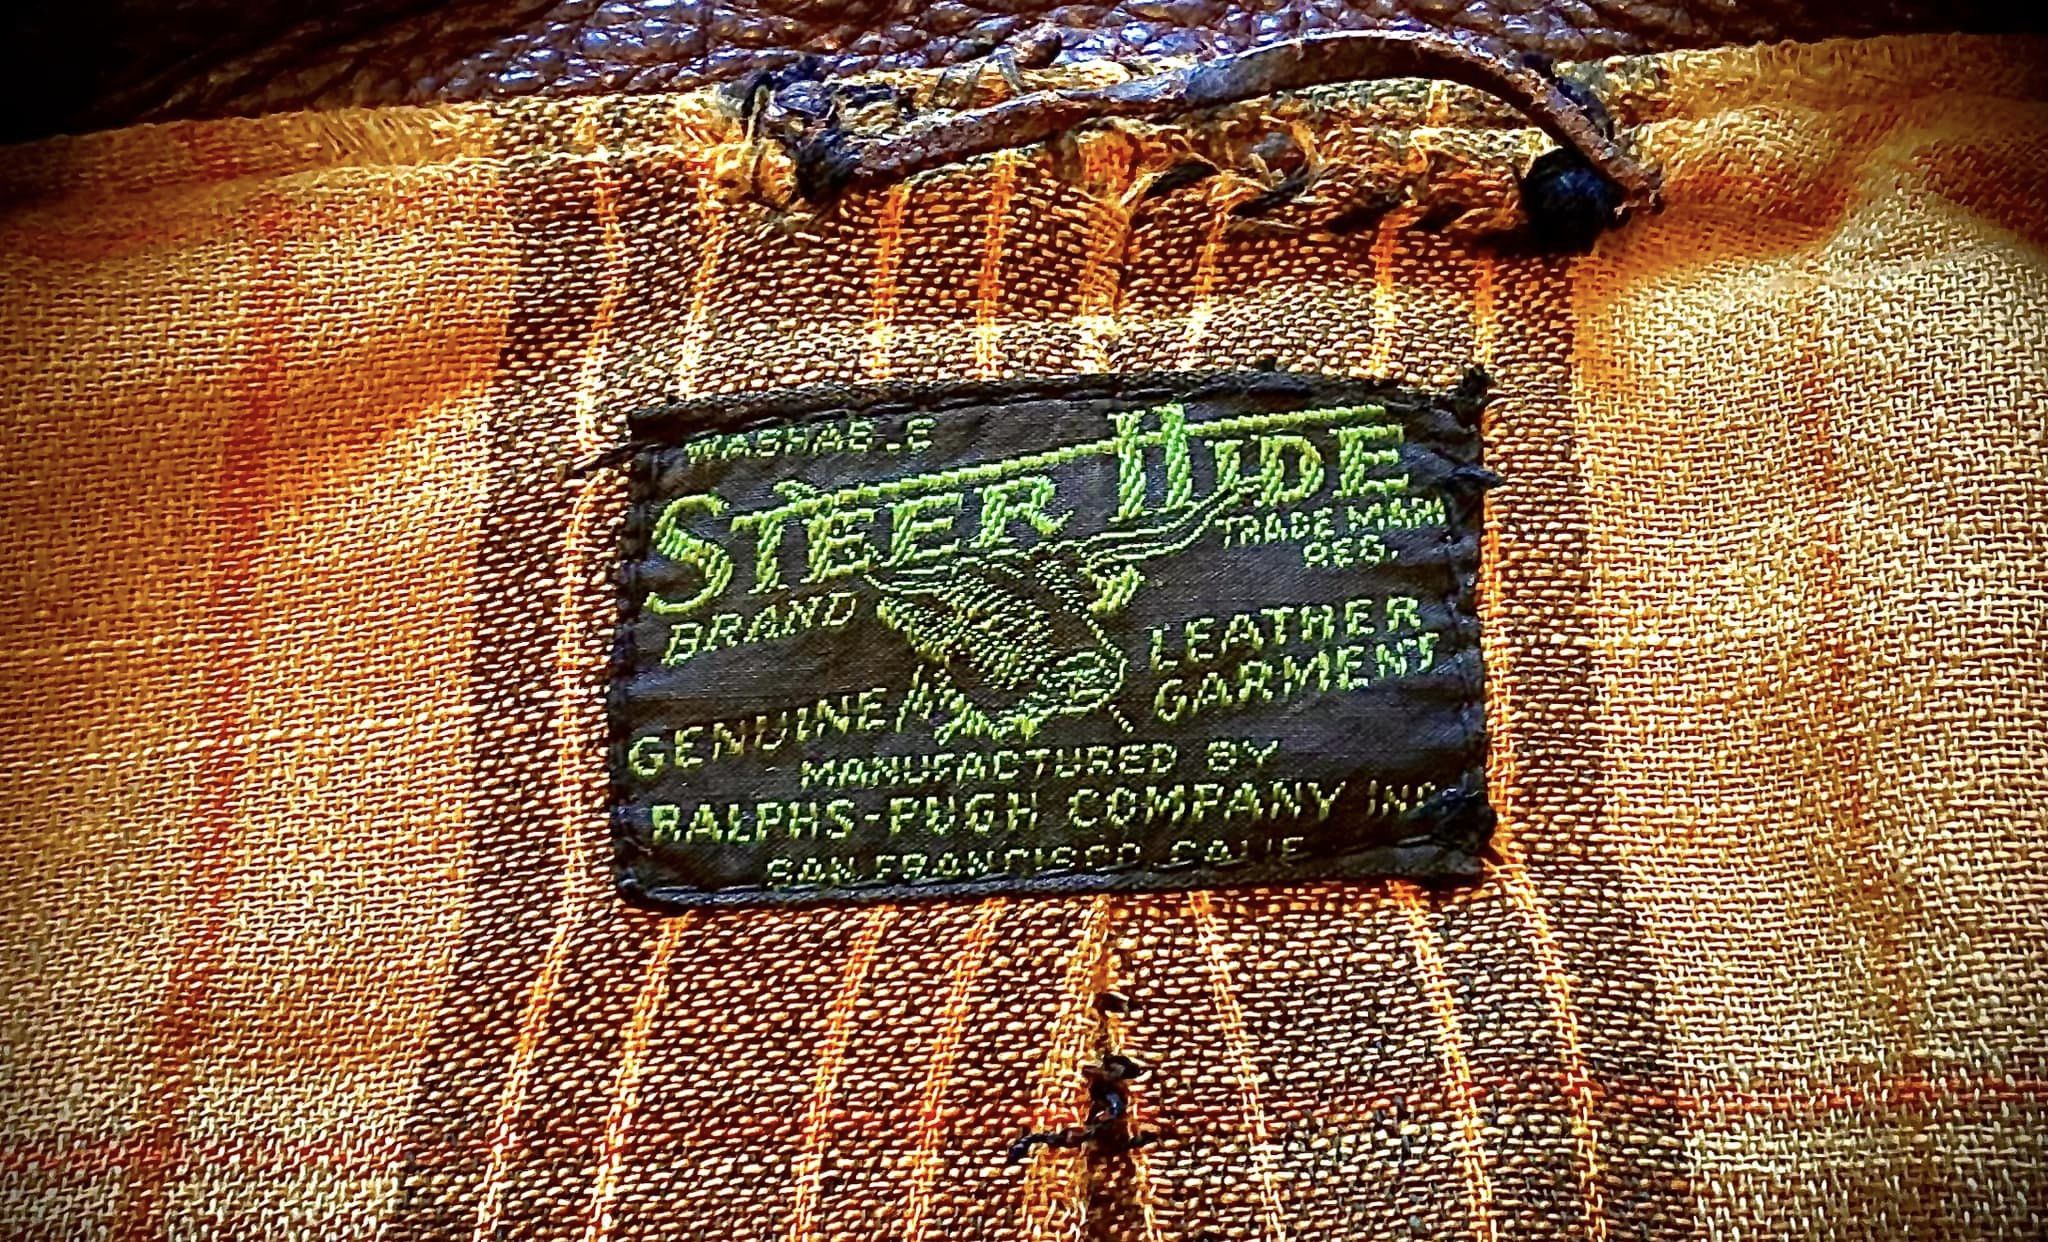 WASHABLE
STEER HIDE
TRADE MARK
REG.
BRAND
GENUINE
LEATHER
GARMENT
MANUFACTURED BY
RALPHS-PUGH COMPANY INC
SAN FRANCISCO, CALIF